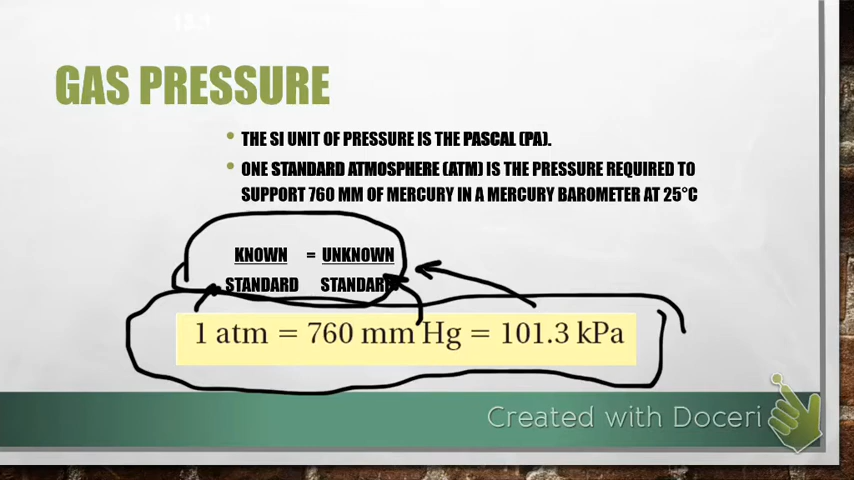 13.1
GAS PRESSURE
• THE SI UNIT OF PRESSURE IS THE PASCAL (PA).
• ONE STANDARD ATMOSPHERE (ATM) IS THE PRESSURE REQUIRED TO
SUPPORT 760 MM OF MERCURY IN A MERCURY BAROMETER AT 25°C
KNOWN = UNKNOWN
STANDARD STANDARD
1 atm = 760 mm Hg = 101.3 kPa
Created with Doceri